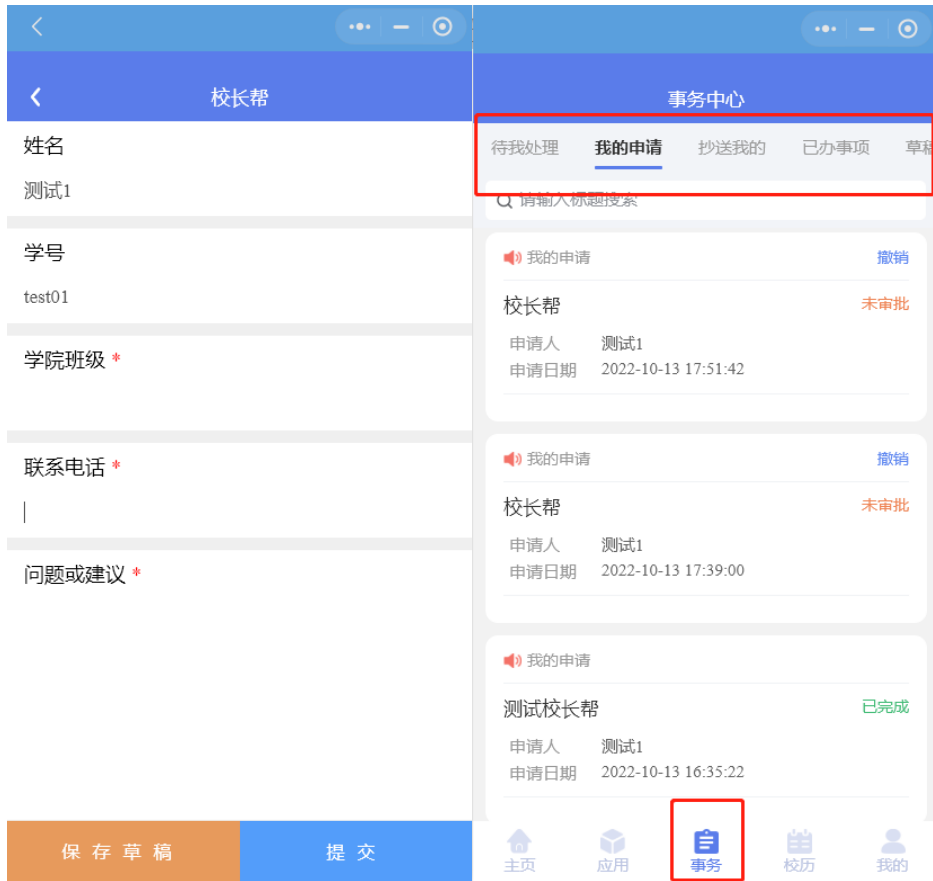 校长帮
姓名
测试1
学号
test01
学院班级 *
联系电话 *
问题或建议 *
保存草稿
提交
事务中心
待我处理 我的申请 抄送我的 已办事项 草稿
请输入标题搜索
我的申请 撤销
校长帮 未审批
申请人 测试1
申请日期 2022-10-13 17:51:42
我的申请 撤销
校长帮 未审批
申请人 测试1
申请日期 2022-10-13 17:39:00
我的申请
测试校长帮 已完成
申请人 测试1
申请日期 2022-10-13 16:35:22
主页 应用 事务 校历 我的